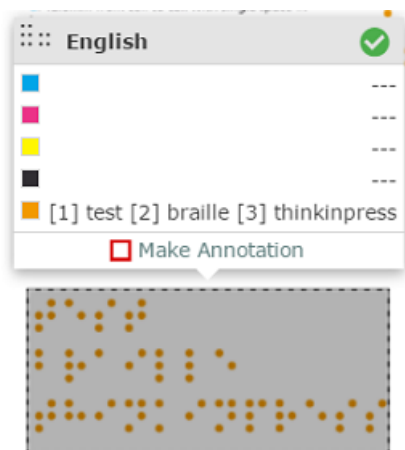 English
---
---
---
---
[1] test [2] braille [3] thinkinpress
Make Annotation
⠞⠑⠎⠞
⠃⠗⠁⠊⠇⠇⠑
⠞⠓⠊⠝⠅⠊⠝⠏⠗⠑⠎⠎